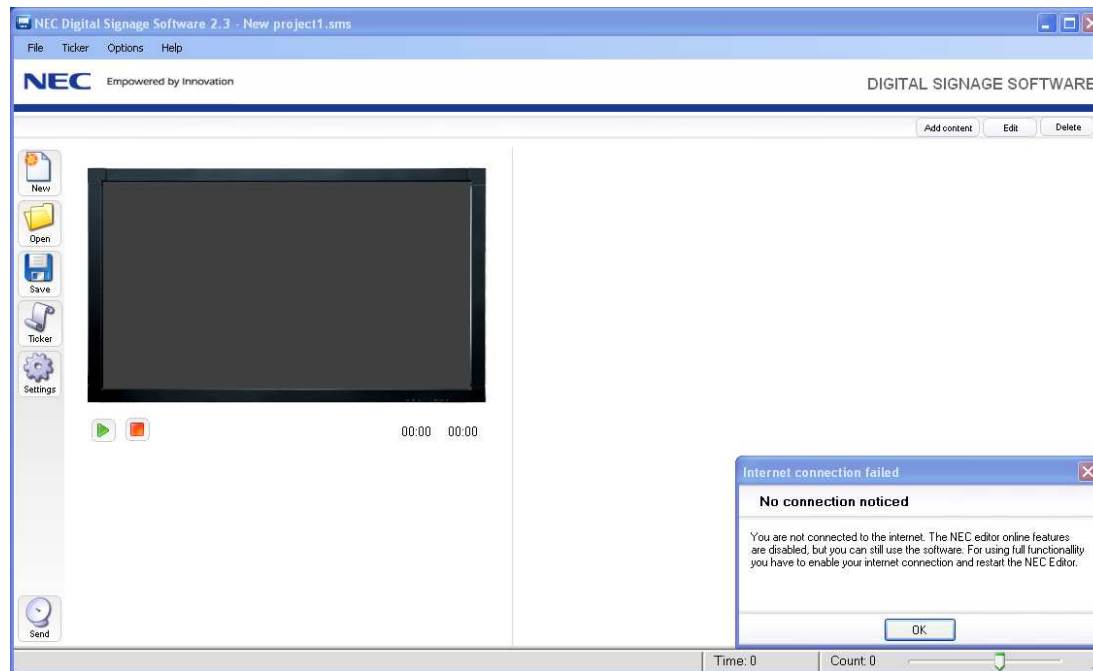 NEC Digital Signage Software 2.3 - New project1.sms
File Ticker Options Help
NEC Empowered by Innovation
DIGITAL SIGNAGE SOFTWARE
Add content Edit Delete
New
Open
Save
Ticker
Settings
00:00 00:00
Internet connection failed
No connection noticed
You are not connected to the internet. The NEC editor online features
are disabled, but you can still use the software. For using full functionallity
you have to enable your internet connection and restart the NEC Editor.
OK
Send
Time: 0 Count: 0